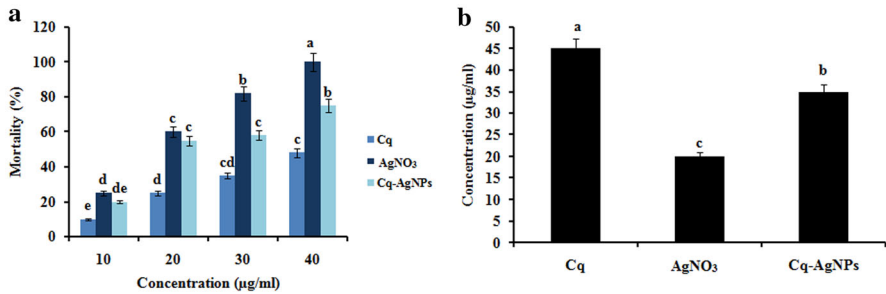 a
Mortality (%)
120
100
80
60
40
20
0
e
d
de
d
c
c
cd
b
c
c
a
b
10
20
30
40
Concentration (µg/ml)
Cq
AgNO₃
Cq-AgNPs
b
Concentration (µg/ml)
50
45
40
35
30
25
20
15
10
5
0
a
c
b
Cq
AgNO₃
Cq-AgNPs